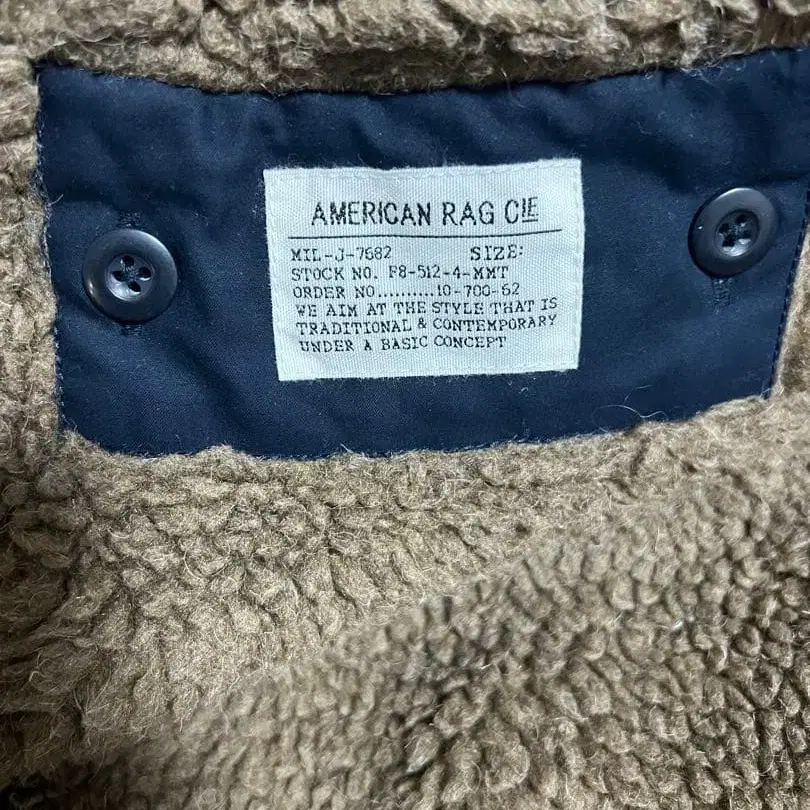 AMERICAN RAG CIE
MIL-J-7682 SIZE:
STOCK NO. F8-512-4-MMT
ORDER NO..........10-700-62
WE AIM AT THE STYLE THAT IS
TRADITIONAL & CONTEMPORARY
UNDER A BASIC CONCEPT